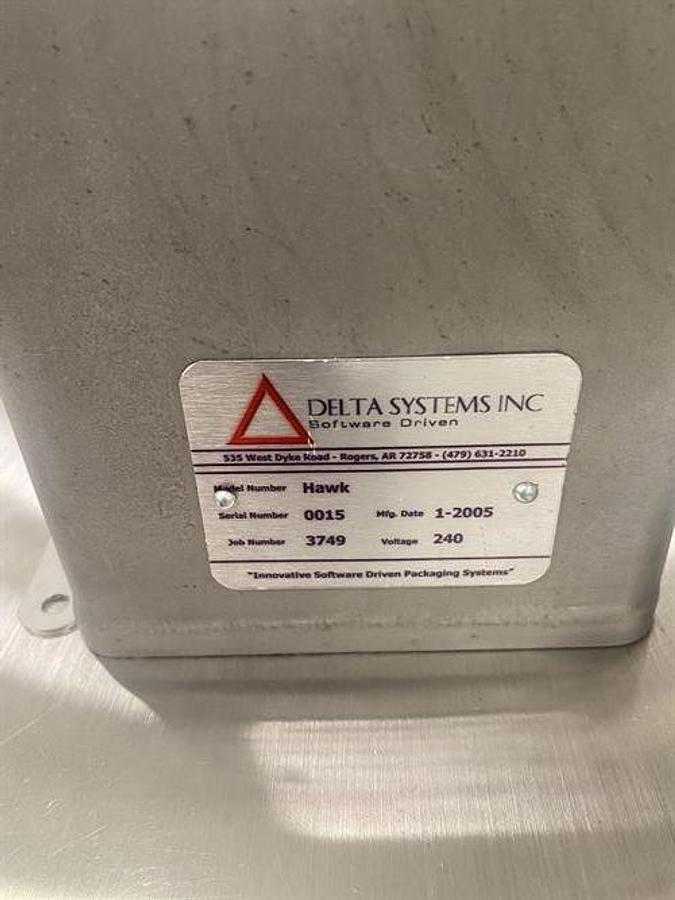 DELTA SYSTEMS INC
Software Driven
535 West Dyke Road - Rogers, AR 72758 - (479) 631-2210
Model Number Hawk
Serial Number 0015 Mfg. Date 1-2005
Job Number 3749 Voltage 240
"Innovative Software Driven Packaging Systems"